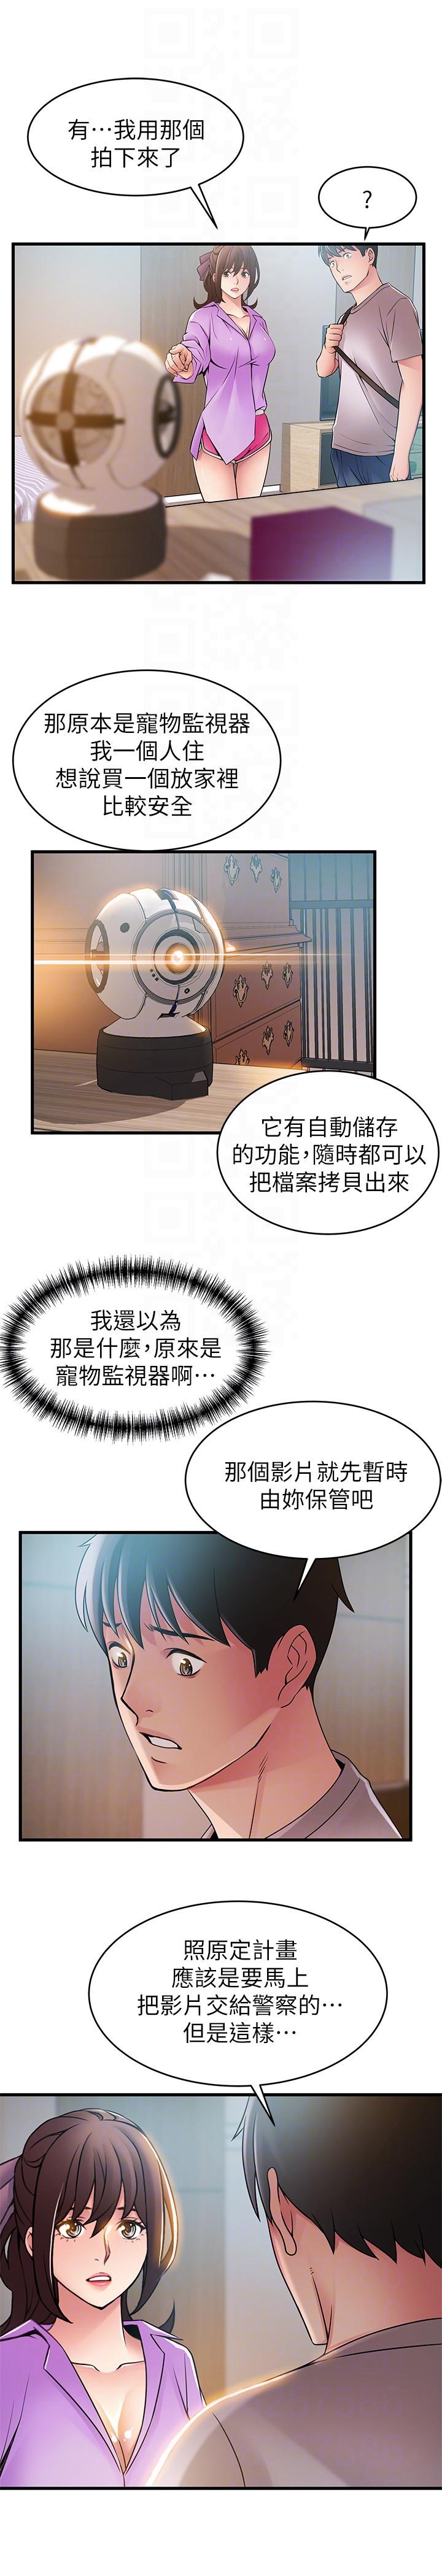 有…我用那個
拍下來了
?
那原本是寵物監視器
我一個人住
想說買一個放家裡
比較安全
它有自動儲存
的功能,隨時都可以
把檔案拷貝出來
我還以為
那是什麼,原來是
寵物監視器啊…
那個影片就先暫時
由妳保管吧
照原定計畫
應該是要馬上
把影片交給警察的…
但是這樣…